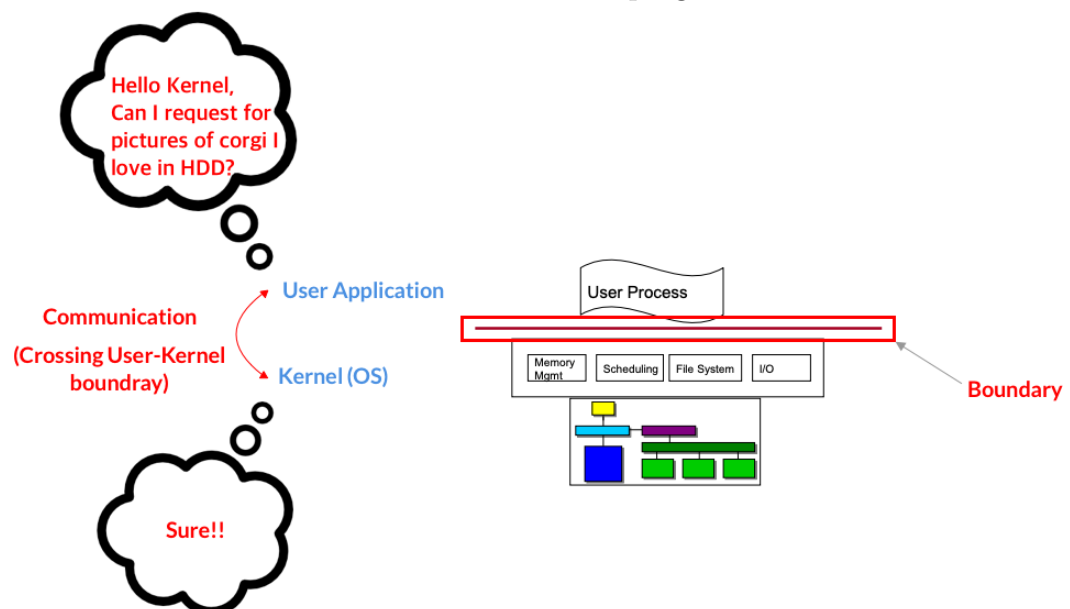 Hello Kernel,
Can I request for
pictures of corgi I
love in HDD?
User Application
Communication
(Crossing User-Kernel
boundray)
Kernel (OS)
Sure!!
User Process
Memory
Mgmt
Scheduling
File System
I/O
Boundary